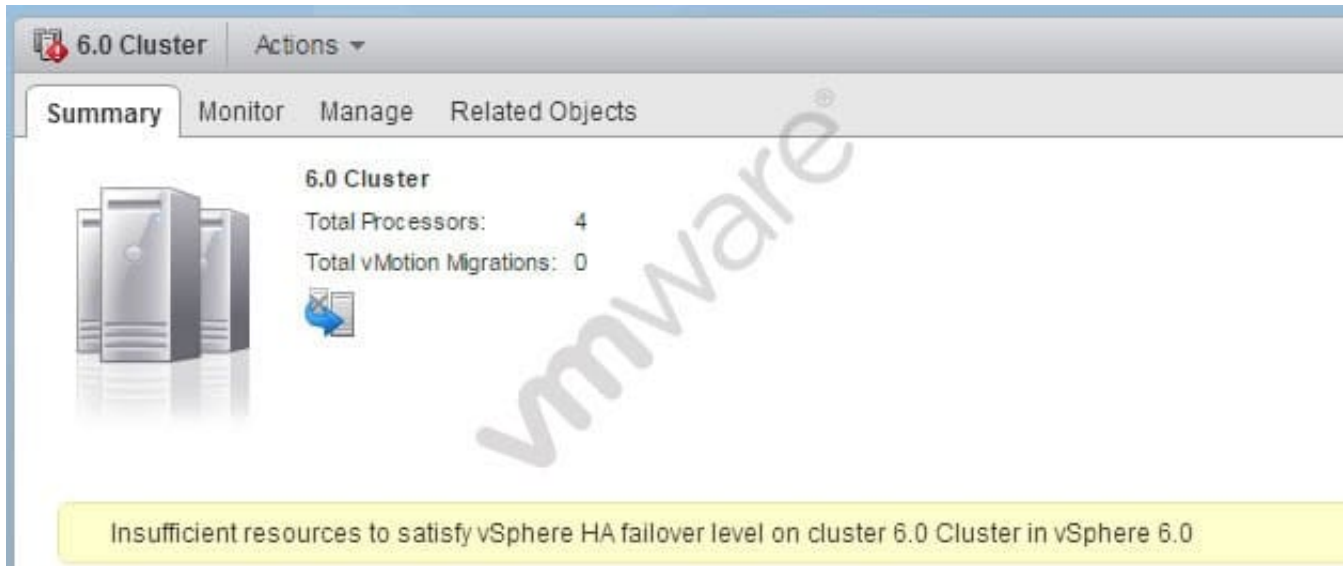 6.0 Cluster Actions
Summary Monitor Manage Related Objects
6.0 Cluster
Total Processors: 4
Total vMotion Migrations: 0
vmware®
Insufficient resources to satisfy vSphere HA failover level on cluster 6.0 Cluster in vSphere 6.0